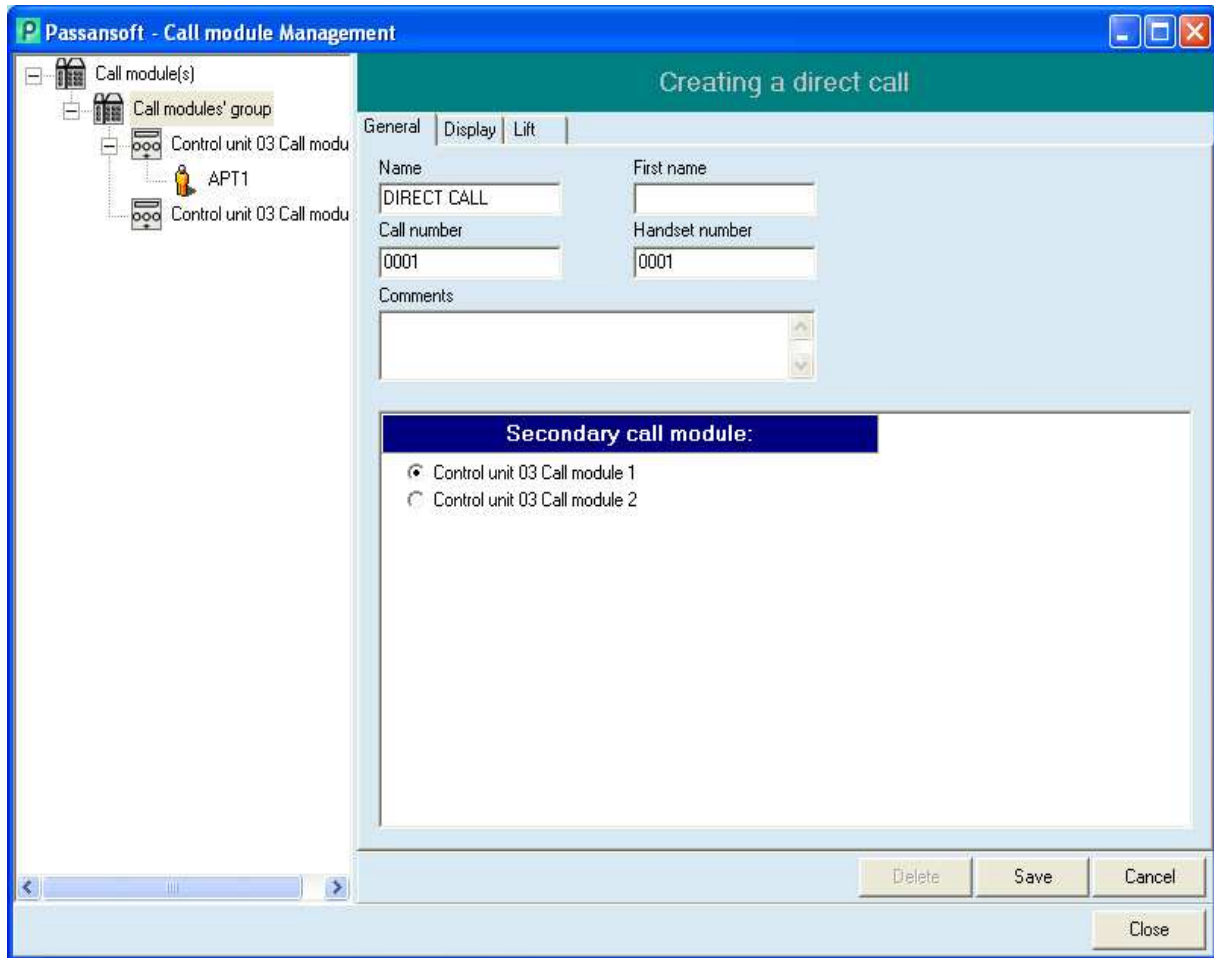 Passansoft - Call module Management
Call module(s)
Call modules' group
Control unit 03 Call modu
APT1
Control unit 03 Call modu
Creating a direct call
General Display Lift
Name First name
DIRECT CALL
Call number Handset number
0001 0001
Comments
Secondary call module:
Control unit 03 Call module 1
Control unit 03 Call module 2
Delete Save Cancel
Close